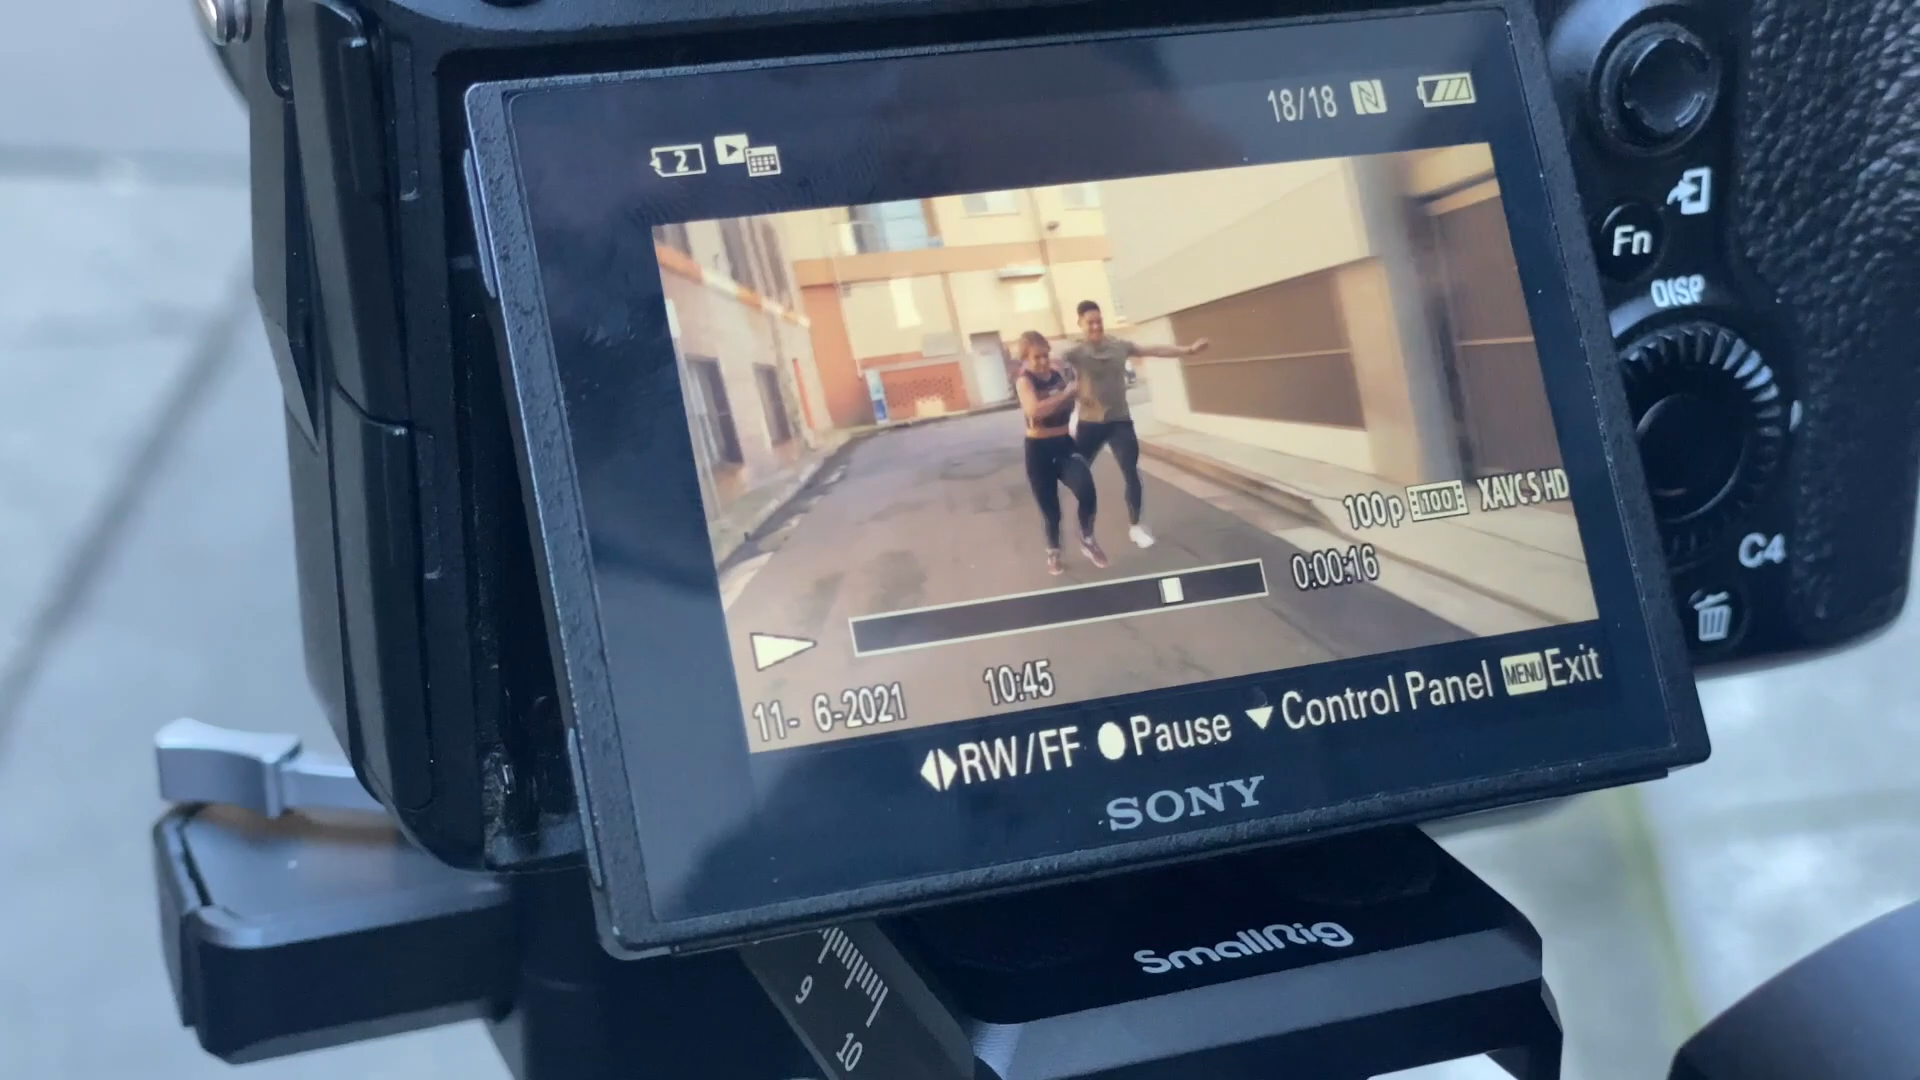 18/18
2
Fn
DISP
100p 100 XAVC S HD
0:00:16
C4
11- 6-2021 10:45
RW/FF Pause Control Panel MENU Exit
SONY
SmallRig
9
10